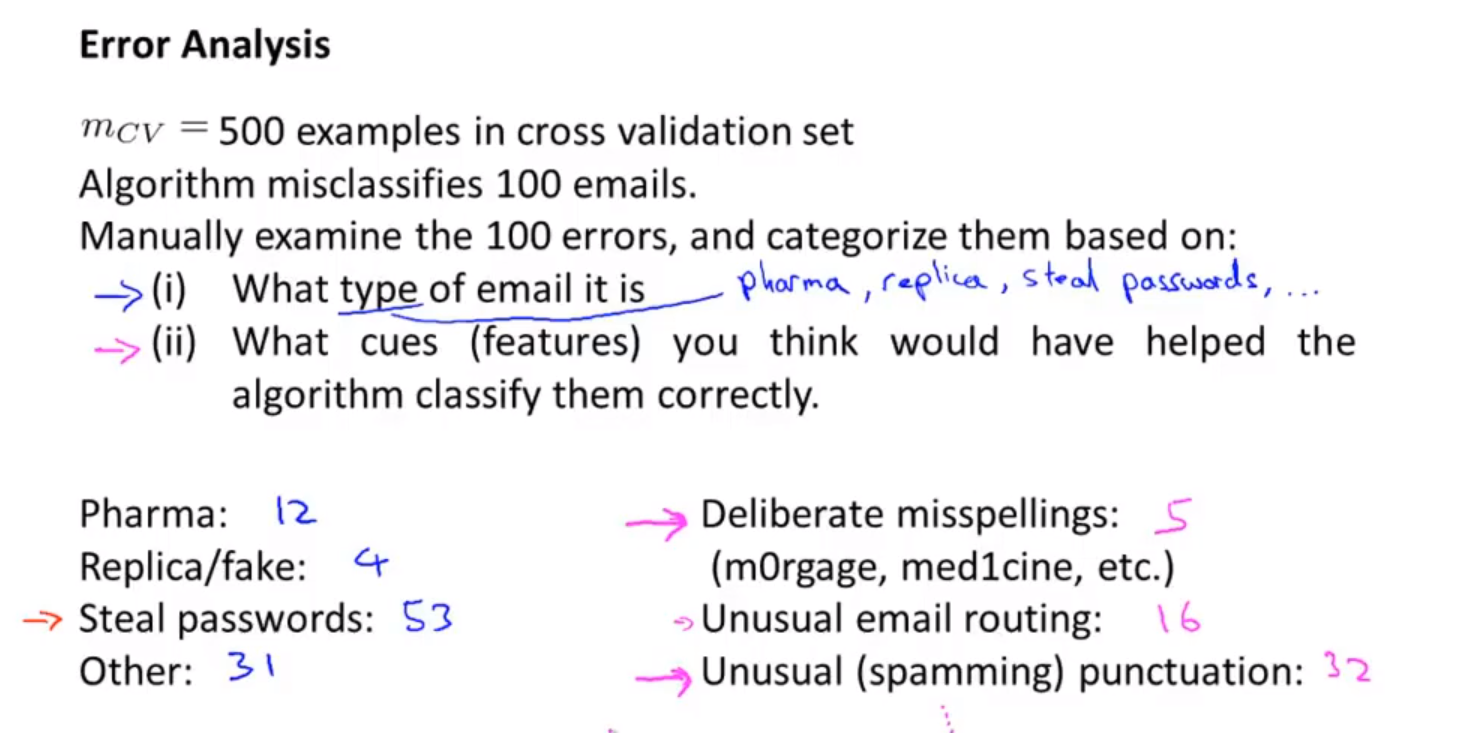 Error Analysis
m_CV = 500 examples in cross validation set
Algorithm misclassifies 100 emails.
Manually examine the 100 errors, and categorize them based on:
→ (i) What type of email it is pharma, replica, steal passwords, ...
→ (ii) What cues (features) you think would have helped the
algorithm classify them correctly.
Pharma: 12
Replica/fake: 4
→ Steal passwords: 53
Other: 31
→ Deliberate misspellings: 5
(m0rgage, med1cine, etc.)
→ Unusual email routing: 16
→ Unusual (spamming) punctuation: 32